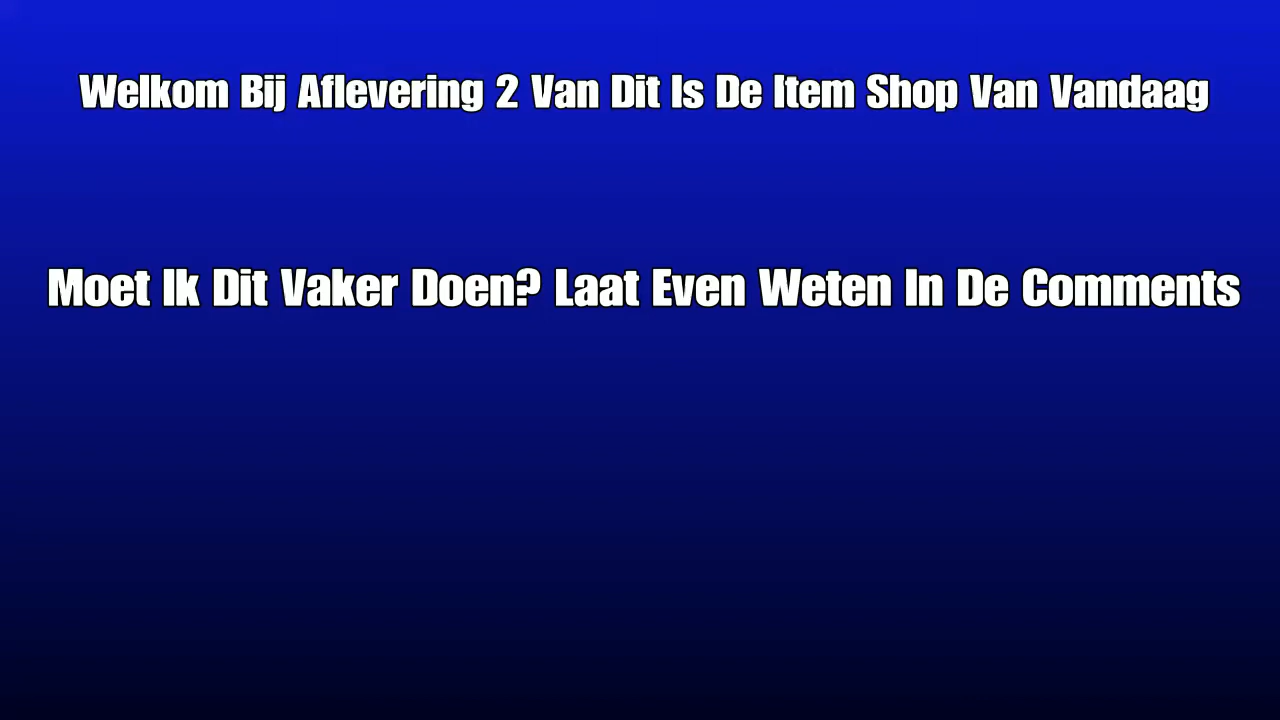 Welkom Bij Aflevering 2 Van Dit Is De Item Shop Van Vandaag
Moet Ik Dit Vaker Doen? Laat Even Weten In De Comments